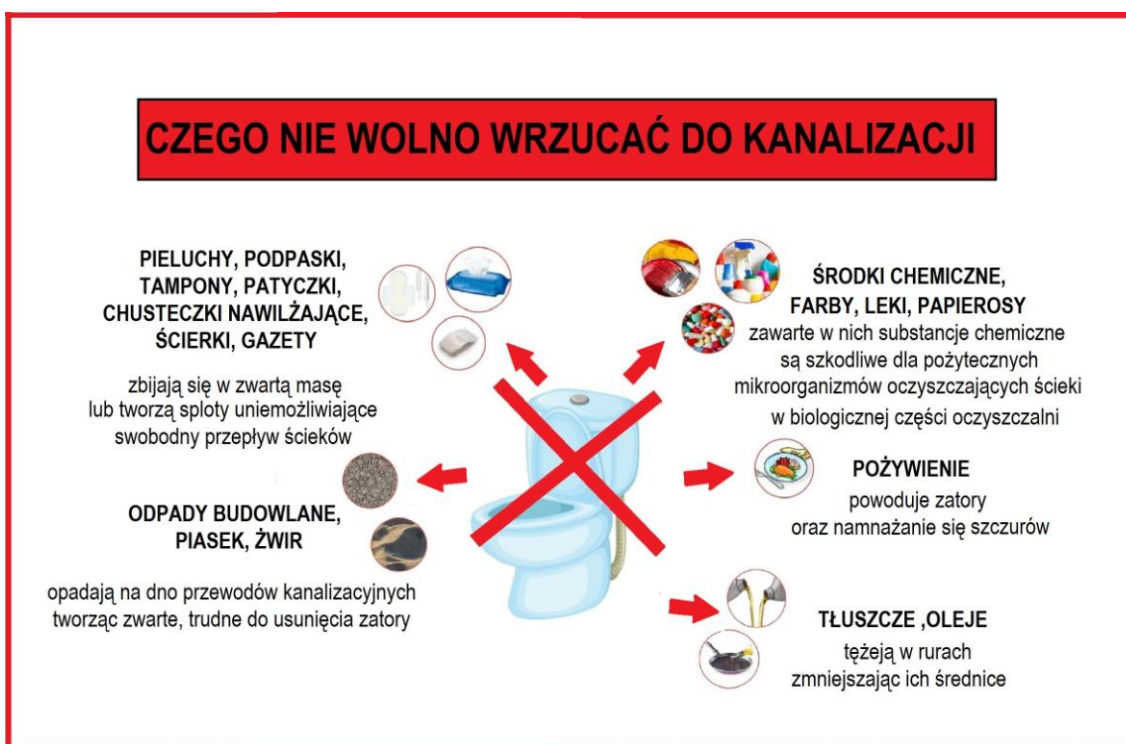 CZEGO NIE WOLNO WRZUCAĆ DO KANALIZACJI
PIELUCHY, PODPASKI,
TAMPONY, PATYCZKI,
CHUSTECZKI NAWILŻAJĄCE,
ŚCIERKI, GAZETY
zbijają się w zwartą masę
lub tworzą sploty uniemożliwiające
swobodny przepływ ścieków
ODPADY BUDOWLANE,
PIASEK, ŻWIR
opadają na dno przewodów kanalizacyjnych
tworząc zwarte, trudne do usunięcia zatory
ŚRODKI CHEMICZNE,
FARBY, LEKI, PAPIEROSY
zawarte w nich substancje chemiczne
są szkodliwe dla pożytecznych
mikroorganizmów oczyszczających ścieki
w biologicznej części oczyszczalni
POŻYWIENIE
powoduje zatory
oraz namnażanie się szczurów
TŁUSZCZE ,OLEJE
tężeją w rurach
zmniejszając ich średnice